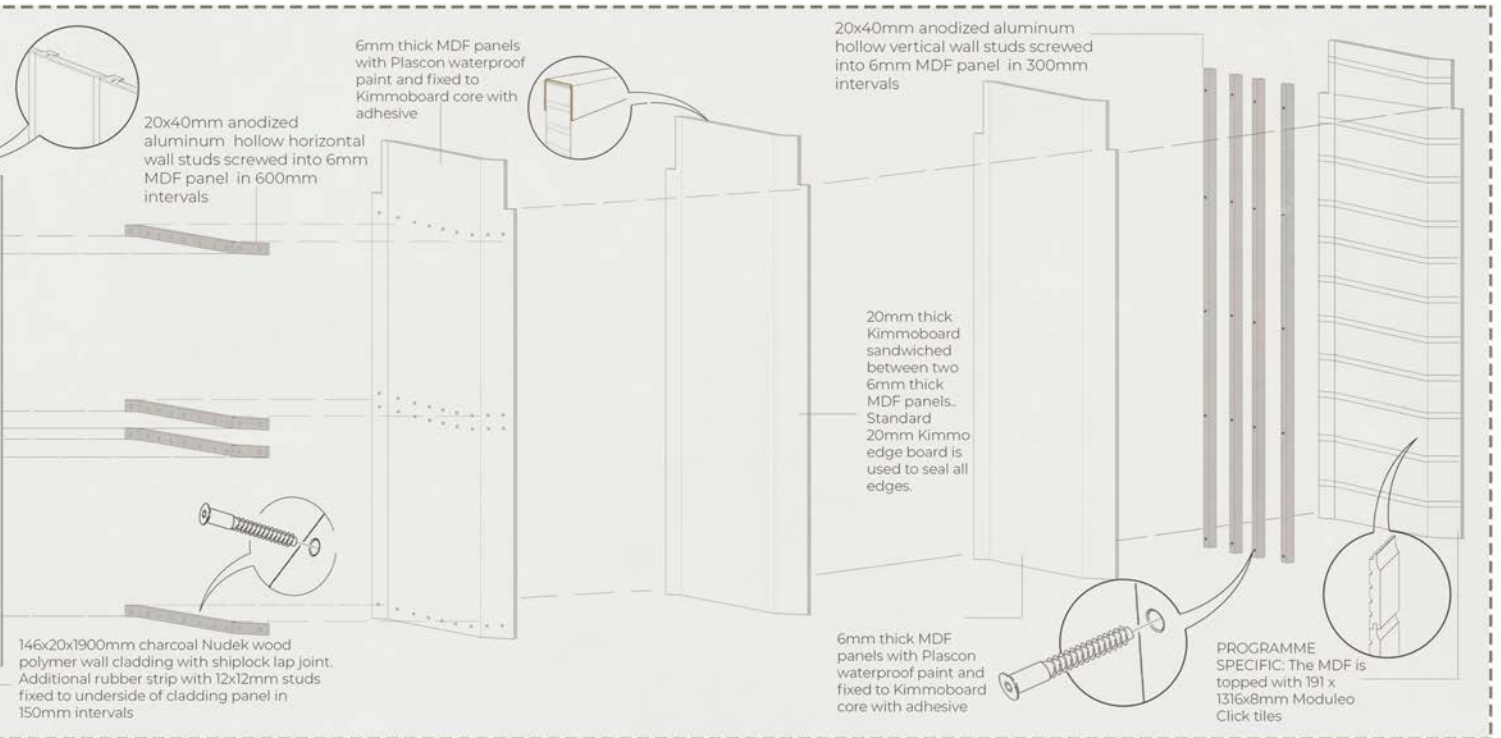 20x40mm anodized
aluminum hollow horizontal
wall studs screwed into 6mm
MDF panel in 600mm
intervals
6mm thick MDF panels
with Plascon waterproof
paint and fixed to
Kimmoboard core with
adhesive
20x40mm anodized aluminum
hollow vertical wall studs screwed
into 6mm MDF panel in 300mm
intervals
20mm thick
Kimmoboard
sandwiched
between two
6mm thick
MDF panels..
Standard
20mm Kimmo
edge board is
used to seal all
edges.
146x20x1900mm charcoal Nudek wood
polymer wall cladding with shiplock lap joint.
Additional rubber strip with 12x12mm studs
fixed to underside of cladding panel in
150mm intervals
6mm thick MDF
panels with Plascon
waterproof paint and
fixed to Kimmoboard
core with adhesive
PROGRAMME
SPECIFIC: The MDF is
topped with 191 x
1316x8mm Moduleo
Click tiles